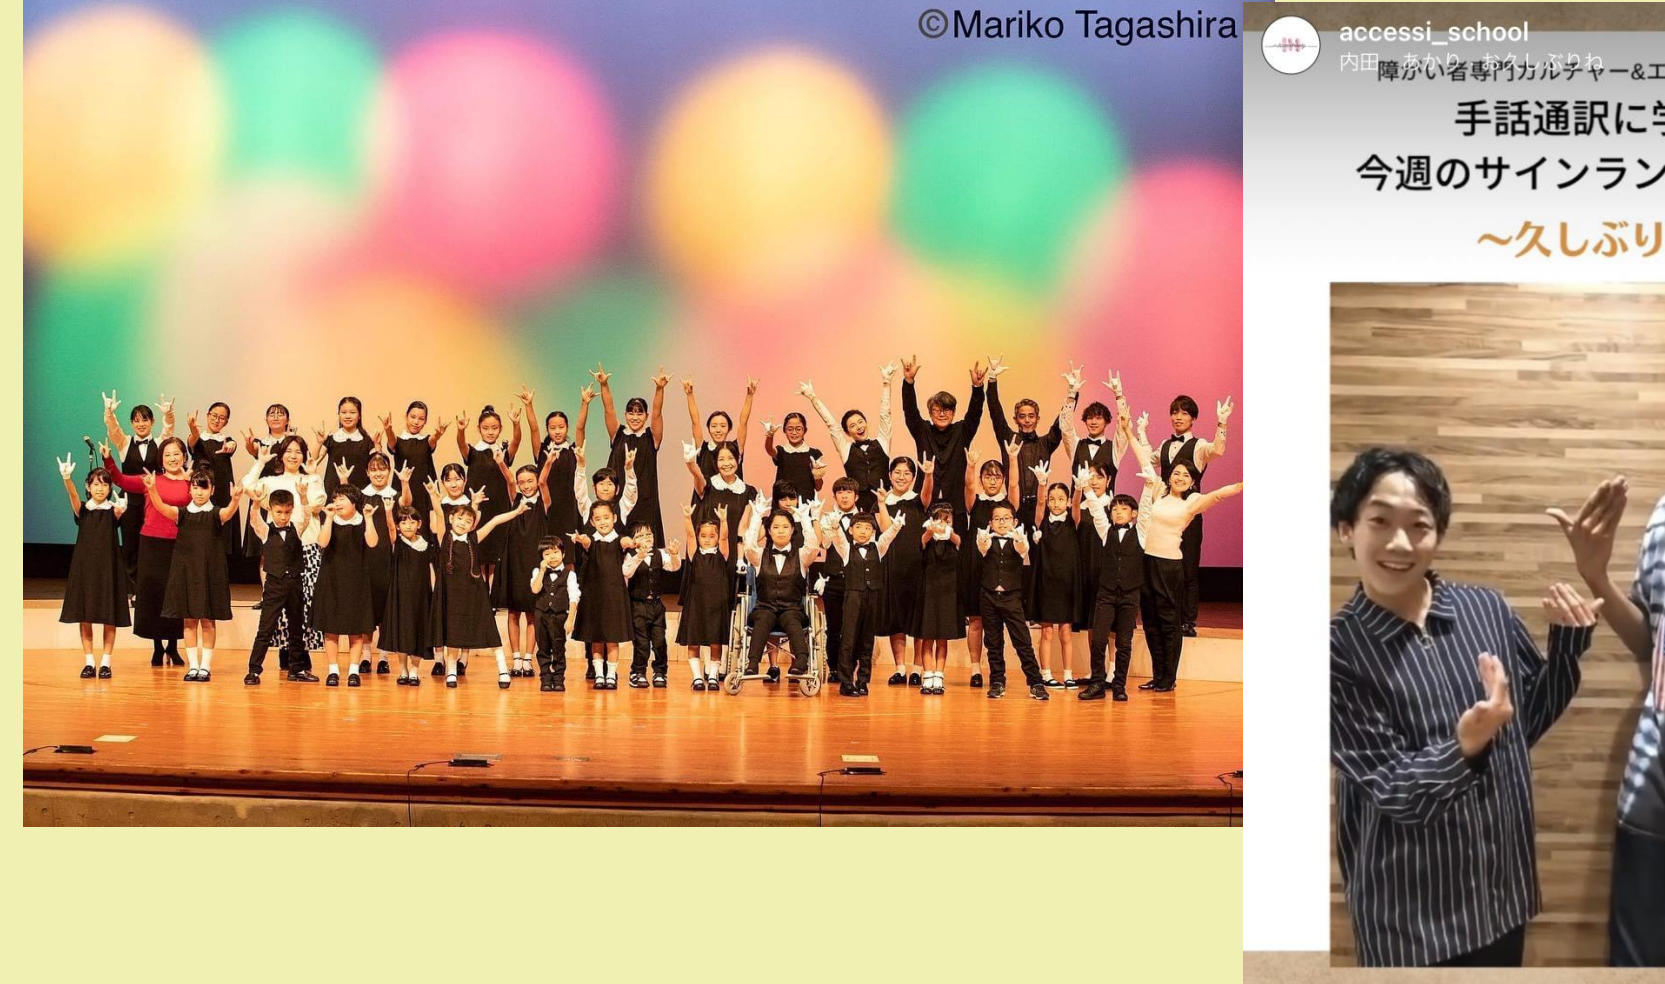 ©Mariko Tagashira
accessi_school
内田 あかり - お久しぶりね
障がい者専門カルチャー&エ
手話通訳に学
今週のサインラン
～久しぶり